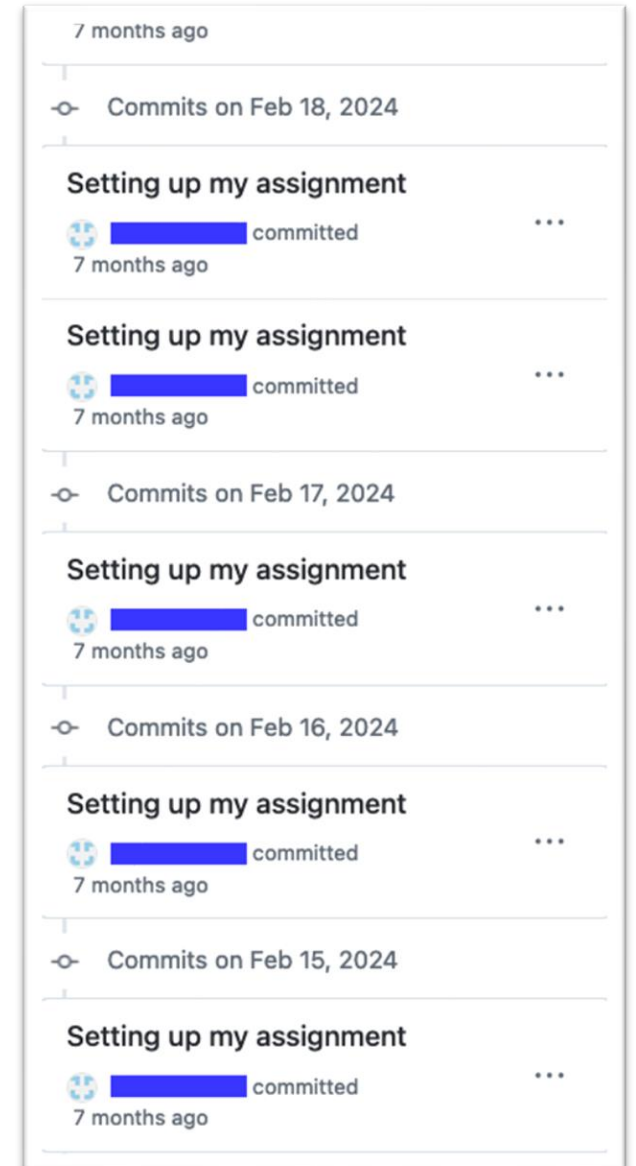 7 months ago
Commits on Feb 18, 2024
Setting up my assignment
committed
7 months ago
Setting up my assignment
committed
7 months ago
Commits on Feb 17, 2024
Setting up my assignment
committed
7 months ago
Commits on Feb 16, 2024
Setting up my assignment
committed
7 months ago
Commits on Feb 15, 2024
Setting up my assignment
committed
7 months ago